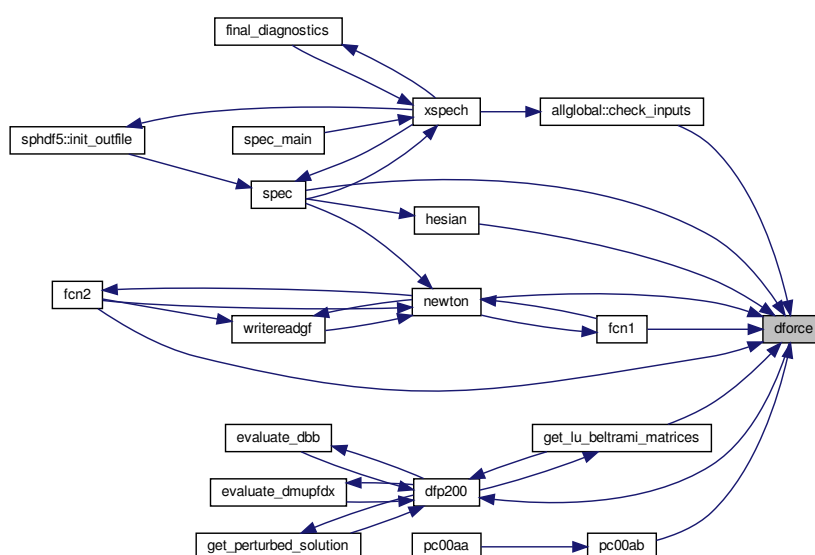 final_diagnostics
xspech
allglobal::check_inputs
sphdf5::init_outfile
spec_main
spec
hesian
fcn2
newton
writereadgf
fcn1
dforce
evaluate_dbb
get_lu_beltrami_matrices
evaluate_dmupfdx
dfp200
get_perturbed_solution
pc00aa
pc00ab